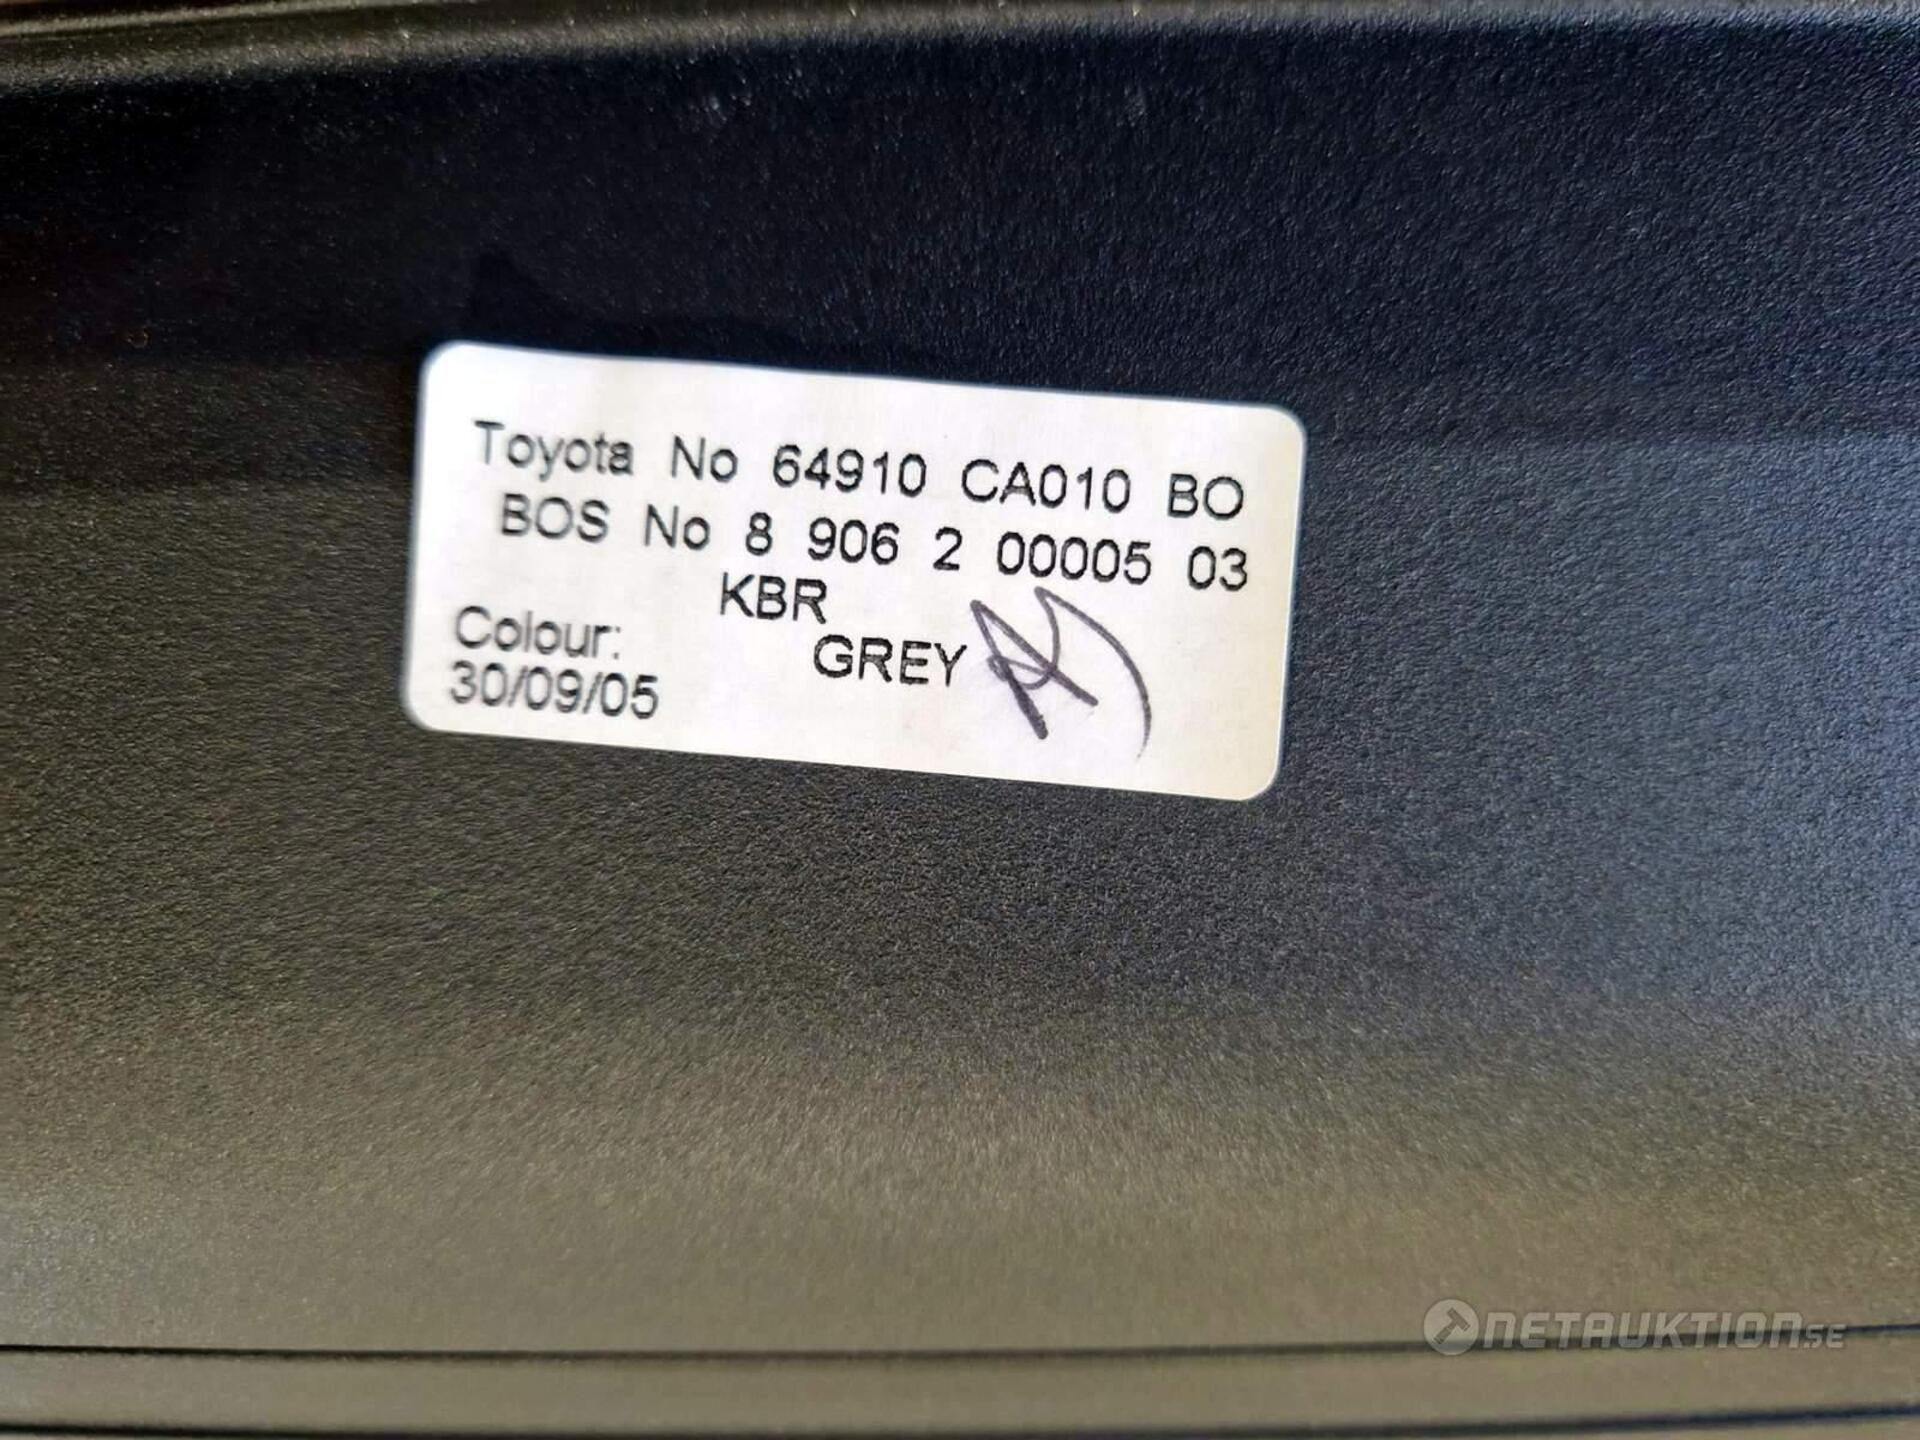 Toyota No 64910 CA010 BO
BOS No 8 906 2 00005 03
KBR
Colour: GREY
30/09/05
NETAUKTION.SE